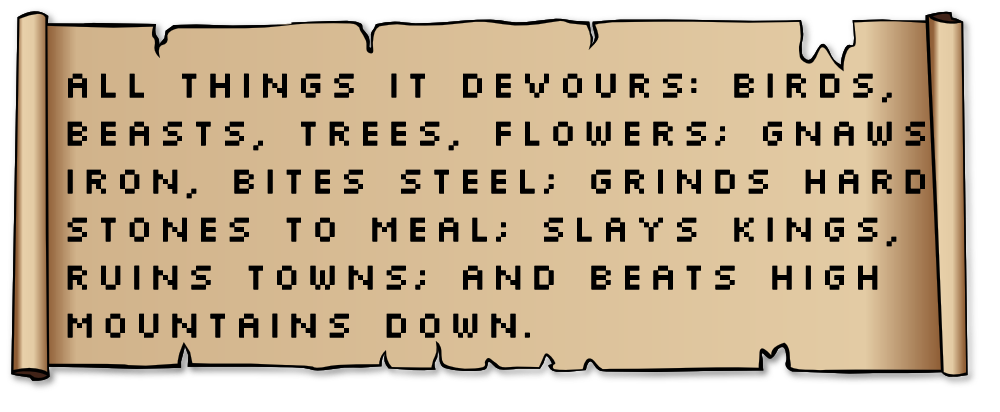 ALL THINGS IT DEVOURS: BIRDS,
BEASTS, TREES, FLOWERS; GNAWS
IRON, BITES STEEL; GRINDS HARD
STONES TO MEAL; SLAYS KINGS,
RUINS TOWNS; AND BEATS HIGH
MOUNTAINS DOWN.